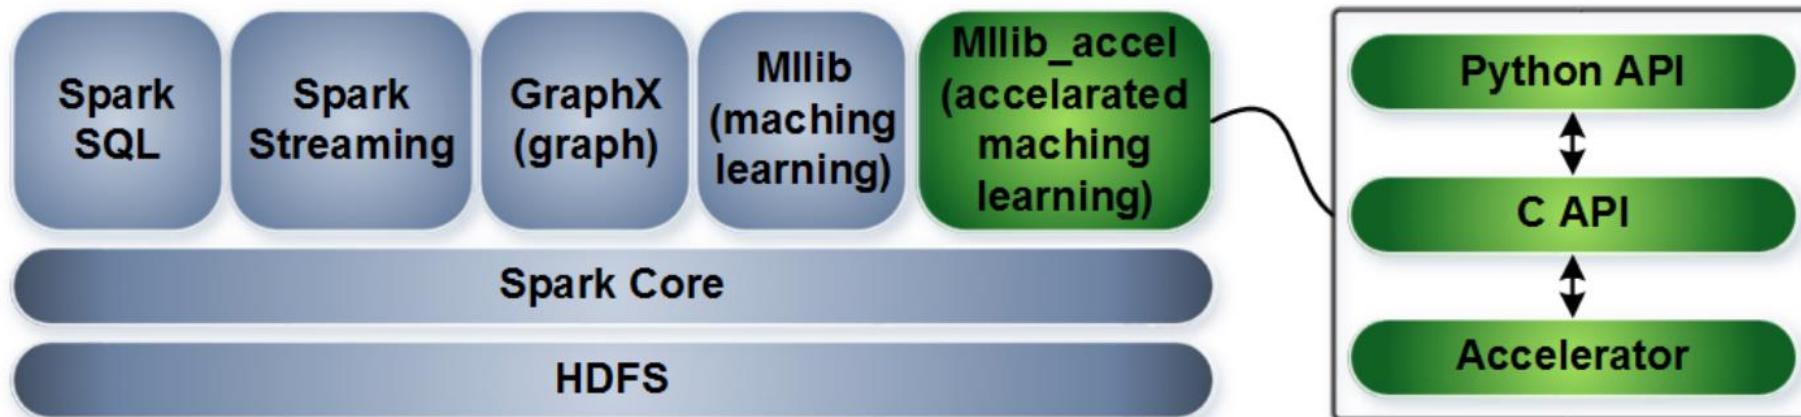 Spark
SQL
Spark
Streaming
GraphX
(graph)
Mllib
(maching
learning)
Mllib_accel
(accelarated
maching
learning)
Spark Core
HDFS
Python API
C API
Accelerator